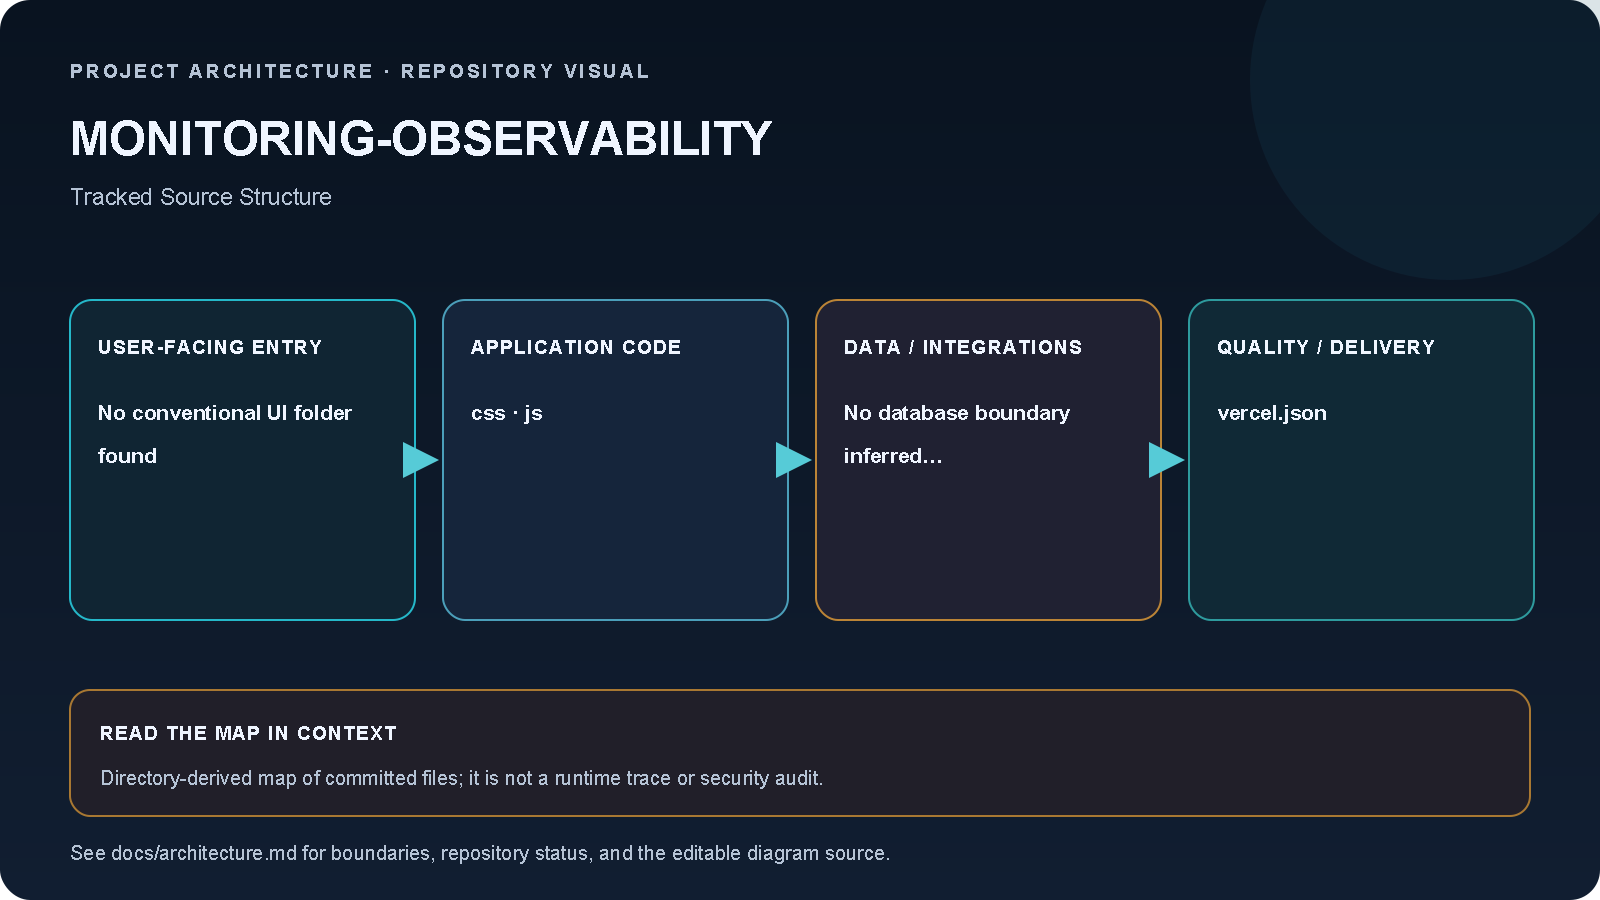 PROJECT ARCHITECTURE · REPOSITORY VISUAL
MONITORING-OBSERVABILITY
Tracked Source Structure
USER-FACING ENTRY
No conventional UI folder
found
APPLICATION CODE
css · js
DATA / INTEGRATIONS
No database boundary
inferred…
QUALITY / DELIVERY
vercel.json
READ THE MAP IN CONTEXT
Directory-derived map of committed files; it is not a runtime trace or security audit.
See docs/architecture.md for boundaries, repository status, and the editable diagram source.